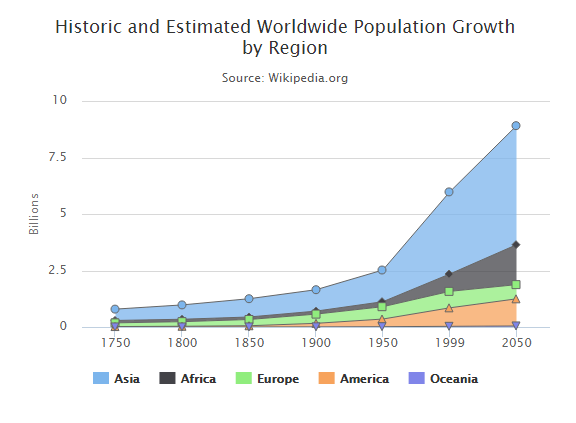 Historic and Estimated Worldwide Population Growth
by Region
Source: Wikipedia.org
10
7.5
5
2.5
0
Billions
1750 1800 1850 1900 1950 1999 2050
Asia Africa Europe America Oceania